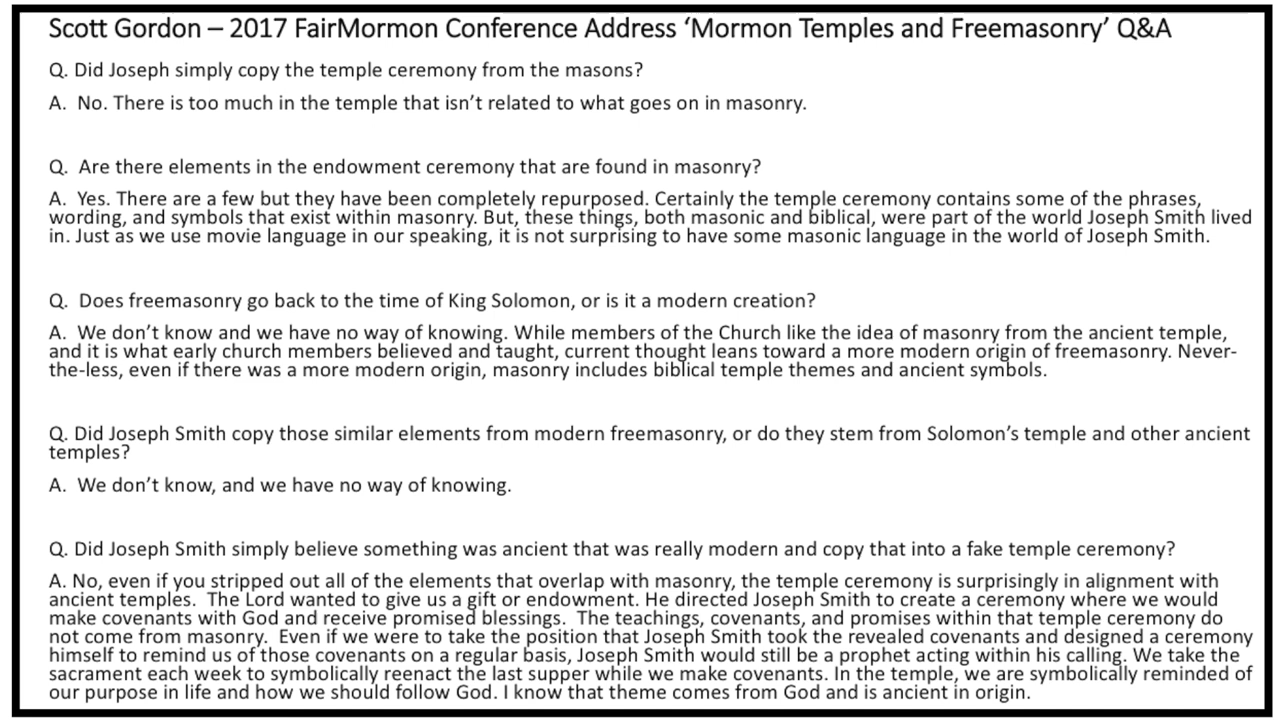 Scott Gordon – 2017 FairMormon Conference Address ‘Mormon Temples and Freemasonry’ Q&A
Q. Did Joseph simply copy the temple ceremony from the masons?
A.  No. There is too much in the temple that isn’t related to what goes on in masonry.
Q.  Are there elements in the endowment ceremony that are found in masonry?
A.  Yes. There are a few but they have been completely repurposed. Certainly the temple ceremony contains some of the phrases,
wording, and symbols that exist within masonry. But, these things, both masonic and biblical, were part of the world Joseph Smith lived
in. Just as we use movie language in our speaking, it is not surprising to have some masonic language in the world of Joseph Smith.
Q.  Does freemasonry go back to the time of King Solomon, or is it a modern creation?
A.  We don’t know and we have no way of knowing. While members of the Church like the idea of masonry from the ancient temple,
and it is what early church members believed and taught, current thought leans toward a more modern origin of freemasonry. Never-
the-less, even if there was a more modern origin, masonry includes biblical temple themes and ancient symbols.
Q. Did Joseph Smith copy those similar elements from modern freemasonry, or do they stem from Solomon’s temple and other ancient
temples?
A.  We don’t know, and we have no way of knowing.
Q. Did Joseph Smith simply believe something was ancient that was really modern and copy that into a fake temple ceremony?
A. No, even if you stripped out all of the elements that overlap with masonry, the temple ceremony is surprisingly in alignment with
ancient temples.  The Lord wanted to give us a gift or endowment. He directed Joseph Smith to create a ceremony where we would
make covenants with God and receive promised blessings.  The teachings, covenants, and promises within that temple ceremony do
not come from masonry.  Even if we were to take the position that Joseph Smith took the revealed covenants and designed a ceremony
himself to remind us of those covenants on a regular basis, Joseph Smith would still be a prophet acting within his calling. We take the
sacrament each week to symbolically reenact the last supper while we make covenants. In the temple, we are symbolically reminded of
our purpose in life and how we should follow God. I know that theme comes from God and is ancient in origin.